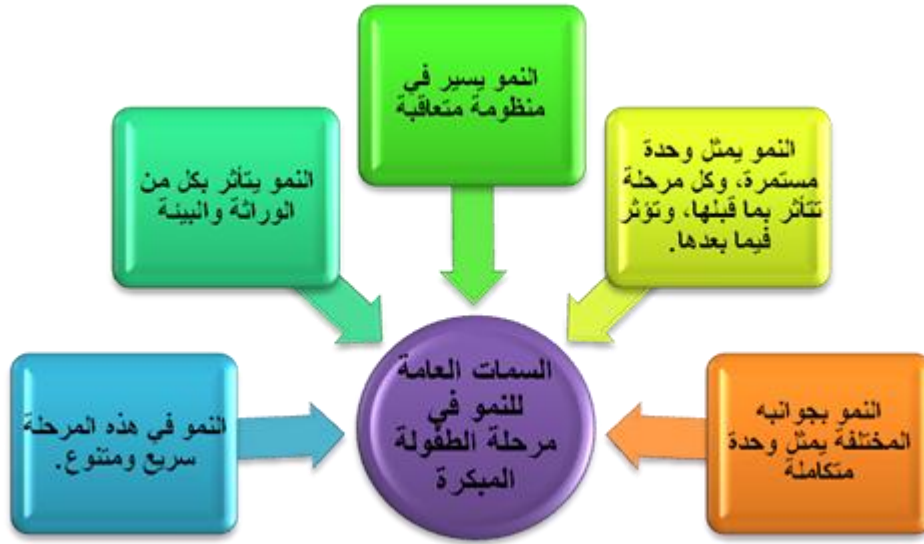 النمو يسير في
منظومة متعاقبة
النمو يمثل وحدة
مستمرة، وكل مرحلة
تتأثر بما قبلها، وتؤثر
فيما بعدها.
النمو يتأثر بكل من
الوراثة والبيئة
النمو بجوانبه
المختلفة يمثل وحدة
متكاملة
السمات العامة
للنمو في
مرحلة الطفولة
المبكرة
النمو في هذه المرحلة
سريع ومتنوع.